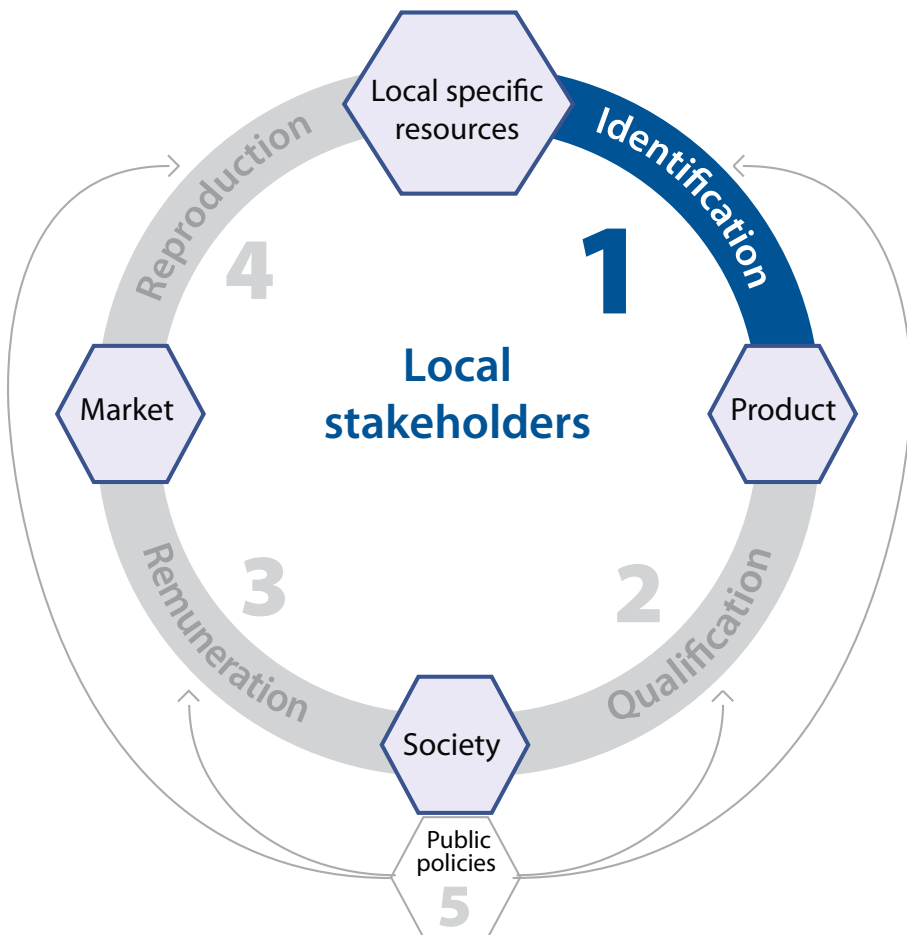 Local specific
resources
Identification
1
Reproduction
4
Local
stakeholders
Market
Product
3
Remuneration
2
Qualification
Society
Public
policies
5